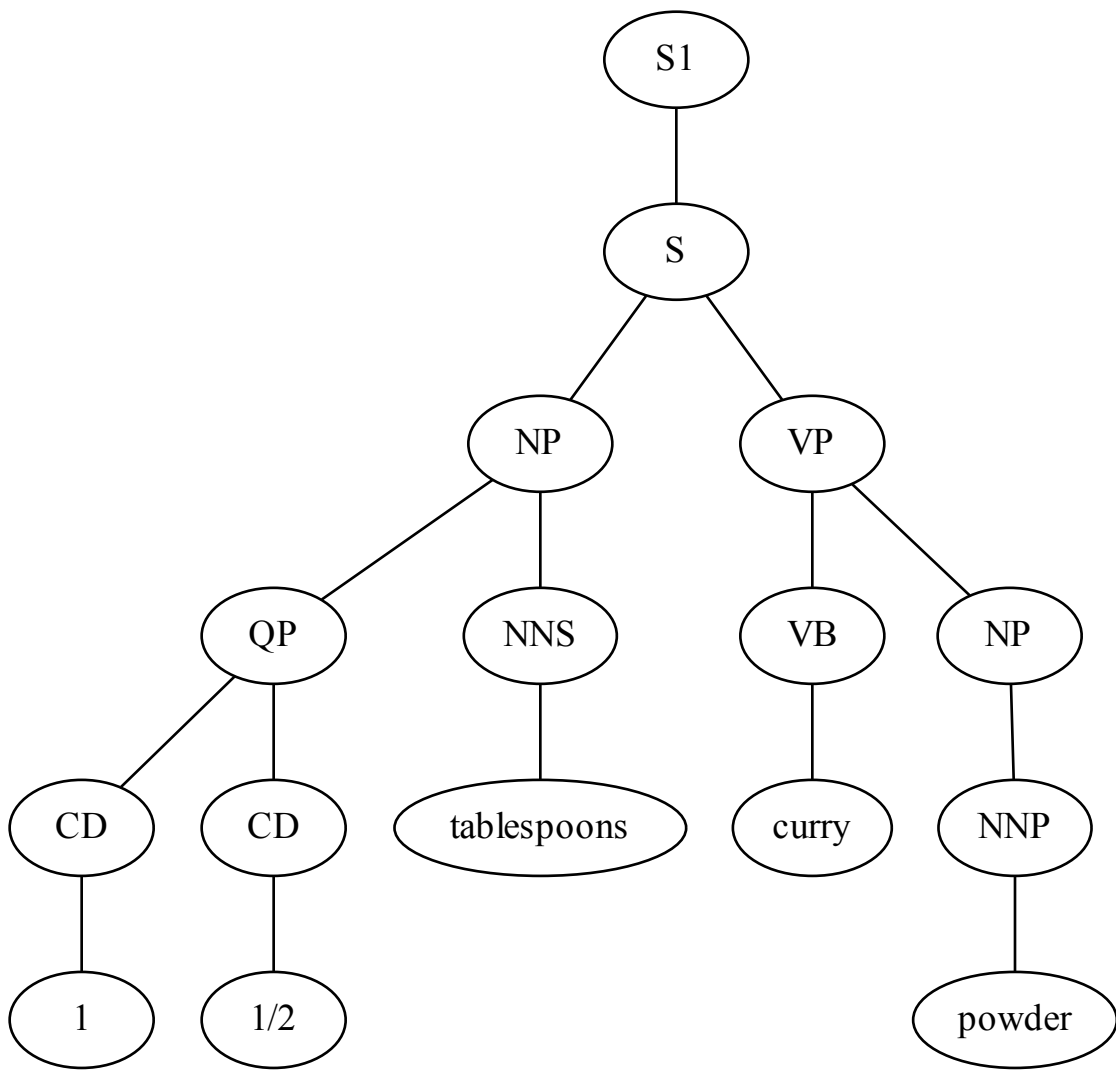 S1
S
NP VP
QP NNS VB NP
CD CD tablespoons curry NNP
1 1/2 powder